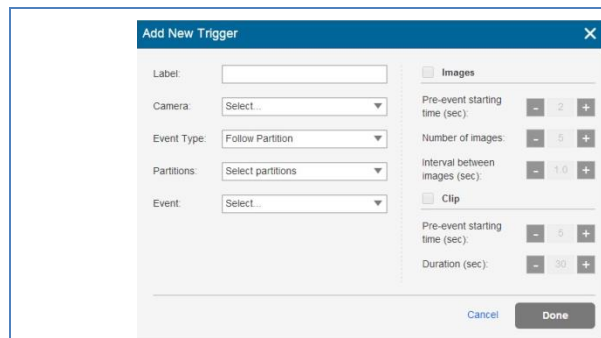 Add New Trigger
Label:
Camera: Select...
Event Type: Follow Partition
Partitions: Select partitions
Event: Select...
Images
Pre-event starting
time (sec): - 2 +
Number of images: - 5 +
Interval between
images (sec): - 1.0 +
Clip
Pre-event starting
time (sec): - 5 +
Duration (sec): - 30 +
Cancel Done